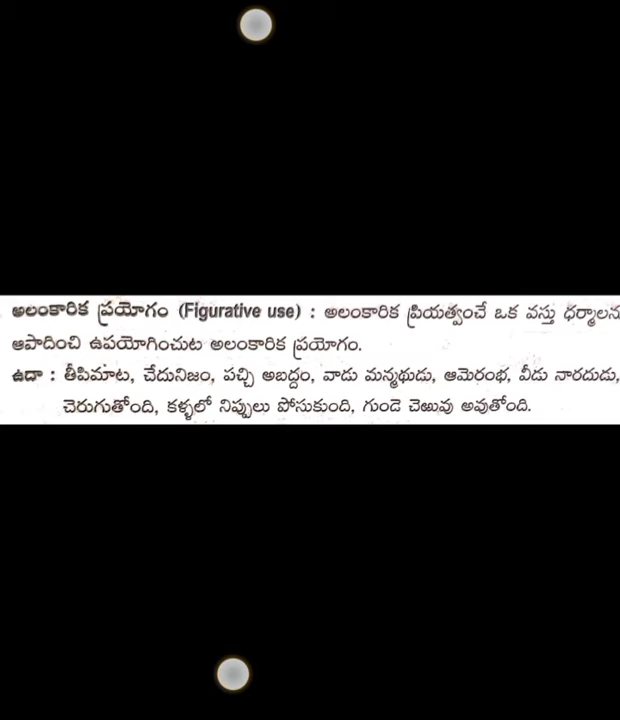 అలంకారిక ప్రయోగం (Figurative use) : అలంకారిక ప్రియత్వంచే ఒక వస్తు ధర్మాలన
ఆపాదించి ఉపయోగించుట అలంకారిక ప్రయోగం.
ఉదా : తీపిమాట, చేదునిజం, పచ్చి అబద్దం, వాడు మన్మథుడు, ఆమెరంభ, వీడు నారదుడు,
చెరుగుతోంది, కళ్ళలో నిప్పులు పోసుకుంది, గుండె చెఱువు అవుతోంది.